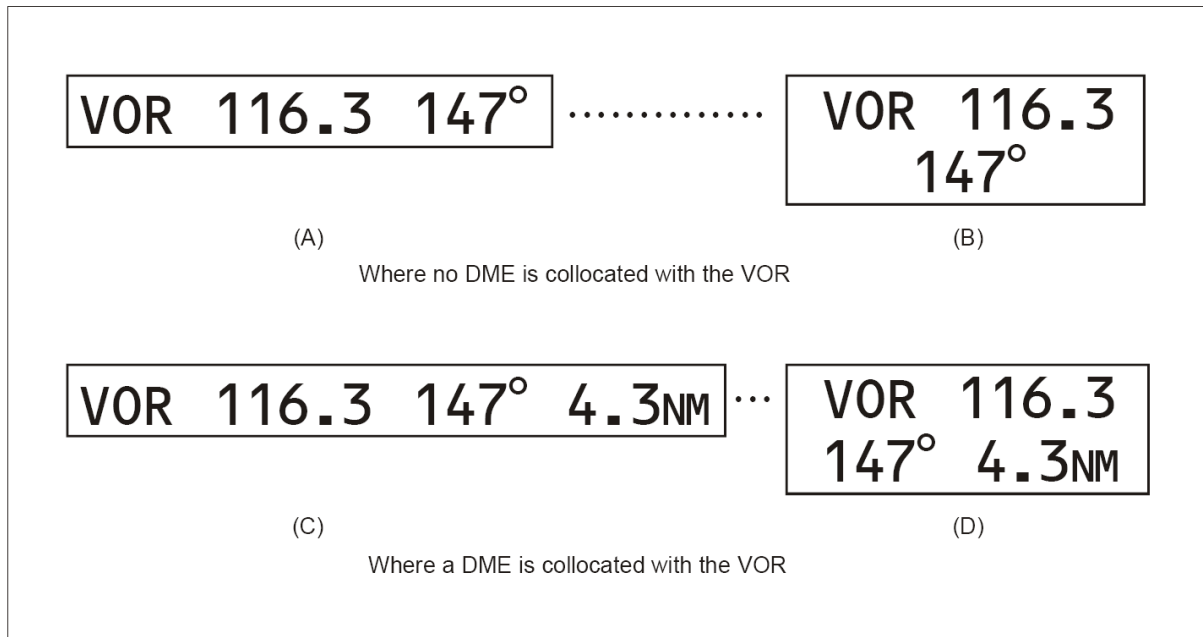 VOR 116.3 147° .............. VOR 116.3
147°
(A) (B)
Where no DME is collocated with the VOR
VOR 116.3 147° 4.3NM ... VOR 116.3
147° 4.3NM
(C) (D)
Where a DME is collocated with the VOR